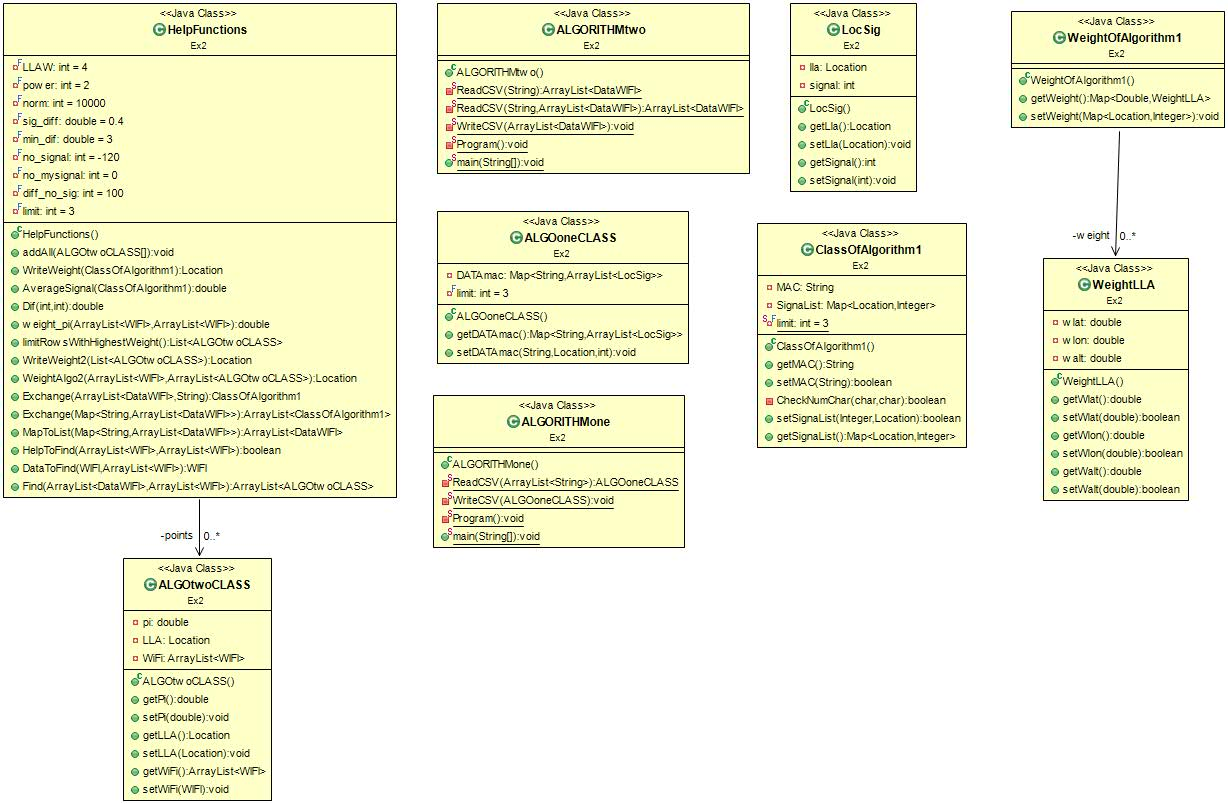 <<Java Class>>
HelpFunctions
Ex2
LLAW: int = 4
power: int = 2
norm: int = 10000
sig_diff: double = 0.4
min_dif: double = 3
no_signal: int = -120
no_mysignal: int = 0
diff_no_sig: int = 100
limit: int = 3
HelpFunctions()
addAll(ALGOtwoCLASS[]):void
WriteWeight(ClassOfAlgorithm1):Location
AverageSignal(ClassOfAlgorithm1):double
Dif(int,int):double
weight_pi(ArrayList<WIFI>,ArrayList<WIFI>):double
limitRowsWithHighestWeight():List<ALGOtwoCLASS>
WriteWeight2(List<ALGOtwoCLASS>):Location
WeightAlgo2(ArrayList<WIFI>,ArrayList<ALGOtwoCLASS>):Location
Exchange(ArrayList<DataWIFI>,String):ClassOfAlgorithm1
Exchange(Map<String,ArrayList<DataWIFI>>):ArrayList<ClassOfAlgorithm1>
MapToList(Map<String,ArrayList<DataWIFI>>):ArrayList<DataWIFI>
HelpToFind(ArrayList<WIFI>,ArrayList<WIFI>):boolean
DataToFind(WIFI,ArrayList<WIFI>):WIFI
Find(ArrayList<DataWIFI>,ArrayList<WIFI>):ArrayList<ALGOtwoCLASS>
-points 0..*
<<Java Class>>
ALGOtwoCLASS
Ex2
pi: double
LLA: Location
WiFi: ArrayList<WIFI>
ALGOtwoCLASS()
getPi():double
setPi(double):void
getLLA():Location
setLLA(Location):void
getWiFi():ArrayList<WIFI>
setWiFi(WIFI):void
<<Java Class>>
ALGORITHMtwo
Ex2
ALGORITHMtwo()
ReadCSV(String):ArrayList<DataWIFI>
ReadCSV(String,ArrayList<DataWIFI>):ArrayList<DataWIFI>
WriteCSV(ArrayList<DataWIFI>):void
Program():void
main(String[]):void
<<Java Class>>
ALGOoneCLASS
Ex2
DATAmac: Map<String,ArrayList<LocSig>>
limit: int = 3
ALGOoneCLASS()
getDATAmac():Map<String,ArrayList<LocSig>>
setDATAmac(String,Location,int):void
<<Java Class>>
ALGORITHMone
Ex2
ALGORITHMone()
ReadCSV(ArrayList<String>):ALGOoneCLASS
WriteCSV(ALGOoneCLASS):void
Program():void
main(String[]):void
<<Java Class>>
LocSig
Ex2
lla: Location
signal: int
LocSig()
getLla():Location
setLla(Location):void
getSignal():int
setSignal(int):void
<<Java Class>>
ClassOfAlgorithm1
Ex2
MAC: String
SignaList: Map<Location,Integer>
limit: int = 3
ClassOfAlgorithm1()
getMAC():String
setMAC(String):boolean
CheckNumChar(char,char):boolean
setSignaList(Integer,Location):boolean
getSignaList():Map<Location,Integer>
<<Java Class>>
WeightOfAlgorithm1
Ex2
WeightOfAlgorithm1()
getWeight():Map<Double,WeightLLA>
setWeight(Map<Location,Integer>):void
-weight 0..*
<<Java Class>>
WeightLLA
Ex2
wlat: double
wlon: double
walt: double
WeightLLA()
getWlat():double
setWlat(double):boolean
getWlon():double
setWlon(double):boolean
getWalt():double
setWalt(double):boolean